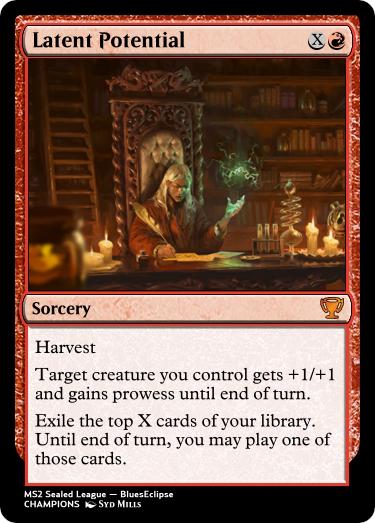 Latent Potential X
Sorcery
Harvest
Target creature you control gets +1/+1
and gains prowess until end of turn.
Exile the top X cards of your library.
Until end of turn, you may play one of
those cards.
MS2 Sealed League — BluesEclipse
CHAMPIONS Syd Mills